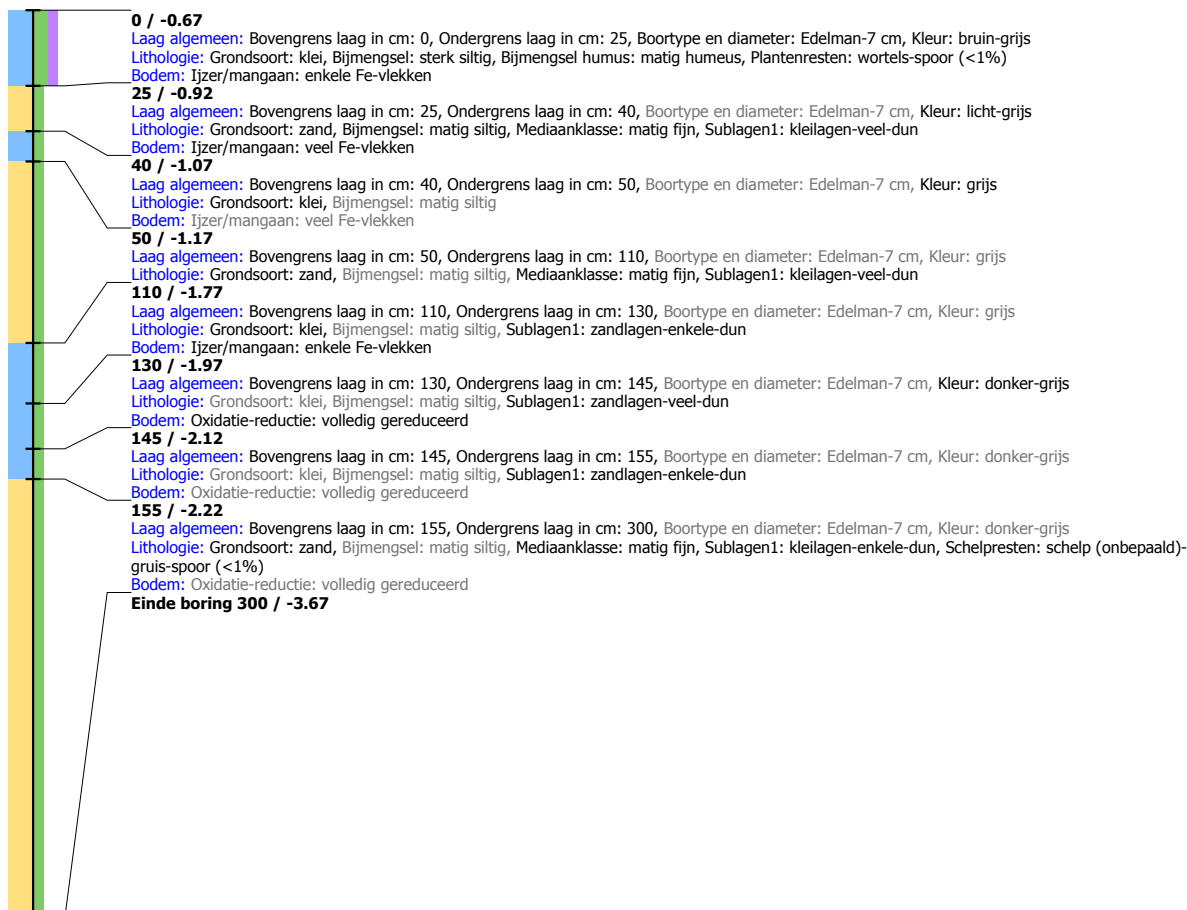 0 / -0.67
Laag algemeen: Bovengrens laag in cm: 0, Ondergrens laag in cm: 25, Boortype en diameter: Edelman-7 cm, Kleur: bruin-grijs
Lithologie: Grondsoort: klei, Bijmengsel: sterk siltig, Bijmengsel humus: matig humeus, Plantenresten: wortels-spoor (<1%)
Bodem: Ijzer/mangaan: enkele Fe-vlekken
25 / -0.92
Laag algemeen: Bovengrens laag in cm: 25, Ondergrens laag in cm: 40, Boortype en diameter: Edelman-7 cm, Kleur: licht-grijs
Lithologie: Grondsoort: zand, Bijmengsel: matig siltig, Mediaanklasse: matig fijn, Sublagen1: kleilagen-veel-dun
Bodem: Ijzer/mangaan: veel Fe-vlekken
40 / -1.07
Laag algemeen: Bovengrens laag in cm: 40, Ondergrens laag in cm: 50, Boortype en diameter: Edelman-7 cm, Kleur: grijs
Lithologie: Grondsoort: klei, Bijmengsel: matig siltig
Bodem: Ijzer/mangaan: veel Fe-vlekken
50 / -1.17
Laag algemeen: Bovengrens laag in cm: 50, Ondergrens laag in cm: 110, Boortype en diameter: Edelman-7 cm, Kleur: grijs
Lithologie: Grondsoort: zand, Bijmengsel: matig siltig, Mediaanklasse: matig fijn, Sublagen1: kleilagen-veel-dun
110 / -1.77
Laag algemeen: Bovengrens laag in cm: 110, Ondergrens laag in cm: 130, Boortype en diameter: Edelman-7 cm, Kleur: grijs
Lithologie: Grondsoort: klei, Bijmengsel: matig siltig, Sublagen1: zandlagen-enkele-dun
Bodem: Ijzer/mangaan: enkele Fe-vlekken
130 / -1.97
Laag algemeen: Bovengrens laag in cm: 130, Ondergrens laag in cm: 145, Boortype en diameter: Edelman-7 cm, Kleur: donker-grijs
Lithologie: Grondsoort: klei, Bijmengsel: matig siltig, Sublagen1: zandlagen-veel-dun
Bodem: Oxidatie-reductie: volledig gereduceerd
145 / -2.12
Laag algemeen: Bovengrens laag in cm: 145, Ondergrens laag in cm: 155, Boortype en diameter: Edelman-7 cm, Kleur: donker-grijs
Lithologie: Grondsoort: klei, Bijmengsel: matig siltig, Sublagen1: zandlagen-enkele-dun
Bodem: Oxidatie-reductie: volledig gereduceerd
155 / -2.22
Laag algemeen: Bovengrens laag in cm: 155, Ondergrens laag in cm: 300, Boortype en diameter: Edelman-7 cm, Kleur: donker-grijs
Lithologie: Grondsoort: zand, Bijmengsel: matig siltig, Mediaanklasse: matig fijn, Sublagen1: kleilagen-enkele-dun, Schelpresten: schelp (onbepaald)-
gruis-spoor (<1%)
Bodem: Oxidatie-reductie: volledig gereduceerd
Einde boring 300 / -3.67